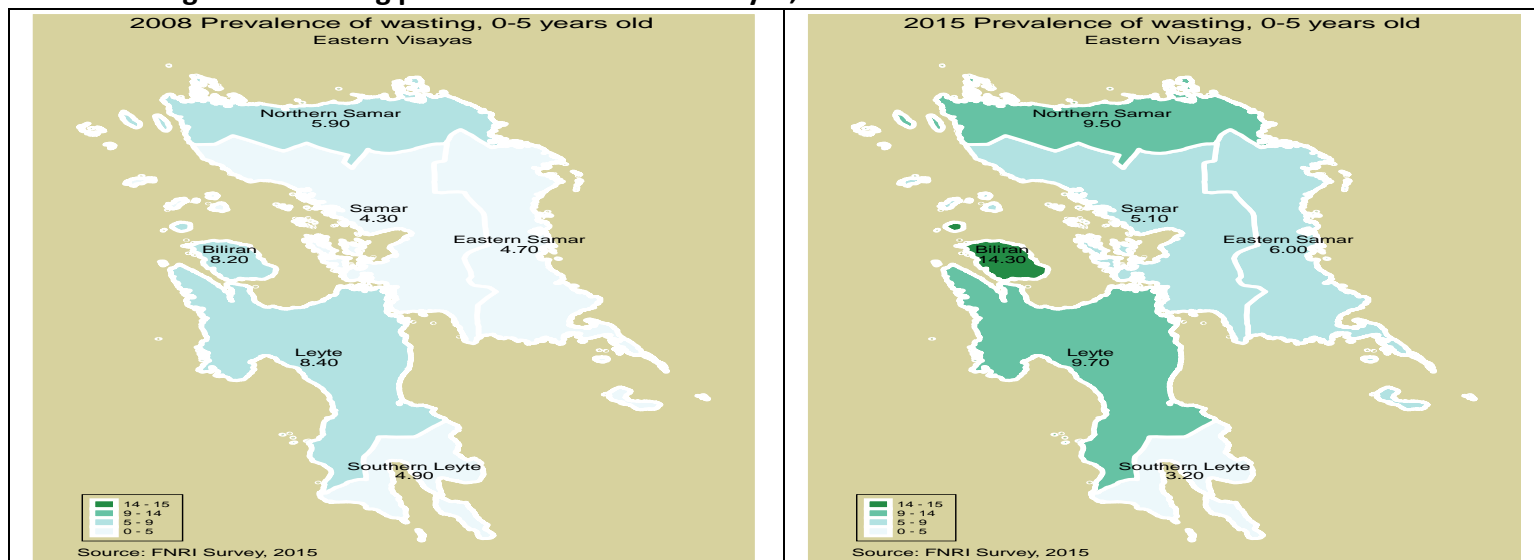 2008 Prevalence of wasting, 0-5 years old
Eastern Visayas
Northern Samar
5.90
Samar
4.30
Eastern Samar
4.70
Biliran
8.20
Leyte
8.40
Southern Leyte
4.90
14 - 15
9 - 14
5 - 9
0 - 5
Source: FNRI Survey, 2015
2015 Prevalence of wasting, 0-5 years old
Eastern Visayas
Northern Samar
9.50
Samar
5.10
Eastern Samar
6.00
Biliran
14.30
Leyte
9.70
Southern Leyte
3.20
14 - 15
9 - 14
5 - 9
0 - 5
Source: FNRI Survey, 2015